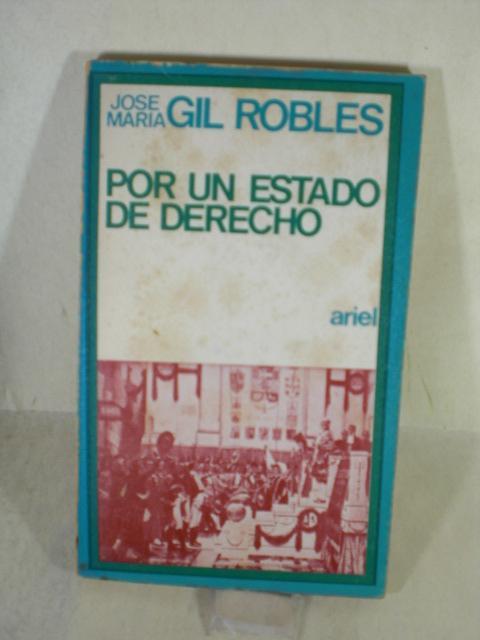 JOSE
MARIA GIL ROBLES
POR UN ESTADO
DE DERECHO
ariel